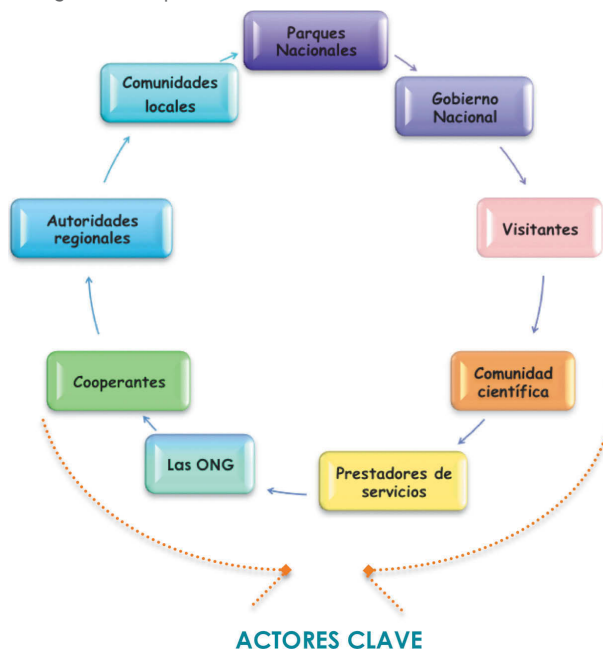 Parques
Nacionales
Gobierno
Nacional
Visitantes
Comunidad
científica
Prestadores de
servicios
Las ONG
Cooperantes
Autoridades
regionales
Comunidades
locales
ACTORES CLAVE